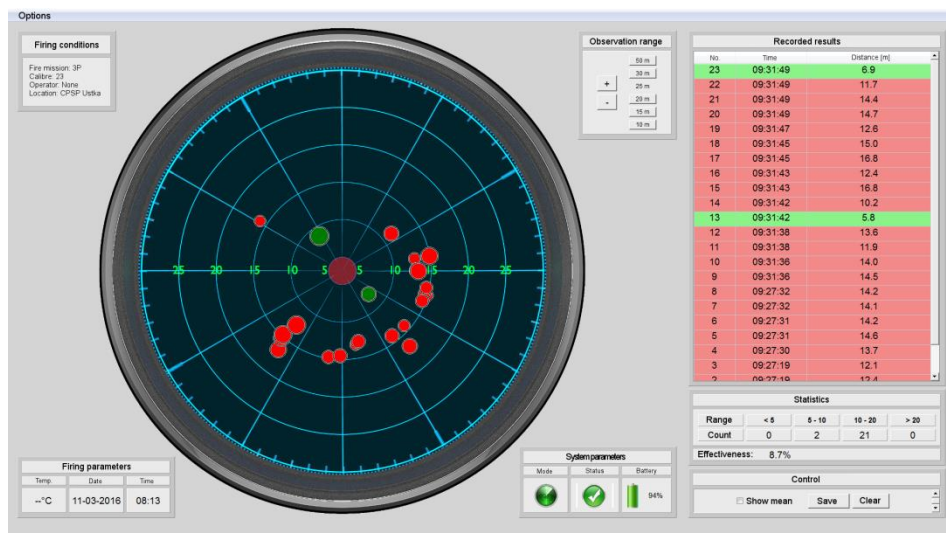 Options
Firing conditions
Fire mission: 3P
Calibre: 23
Operator: None
Location: CPSP Ustka
25 20 15 10 5 5 10 15 20 25
Observation range
+
-
50 m
30 m
25 m
20 m
15 m
10 m
Recorded results
No. Time Distance [m]
23 09:31:49 6.9
22 09:31:49 11.7
21 09:31:49 14.4
20 09:31:49 14.7
19 09:31:47 12.6
18 09:31:45 15.0
17 09:31:45 16.8
16 09:31:43 12.4
15 09:31:43 16.8
14 09:31:42 10.2
13 09:31:42 5.8
12 09:31:38 13.6
11 09:31:38 11.9
10 09:31:36 14.0
9 09:31:36 14.5
8 09:27:32 14.2
7 09:27:32 14.1
6 09:27:31 14.2
5 09:27:31 14.6
4 09:27:30 13.7
3 09:27:19 12.1
2 09:27:19 12.4
Statistics
Range < 5 5 - 10 10 - 20 > 20
Count 0 2 21 0
Effectiveness: 8.7%
Control
Show mean Save Clear
Firing parameters
Temp. Date Time
--°C 11-03-2016 08:13
System parameters
Mode Status Battery
94%